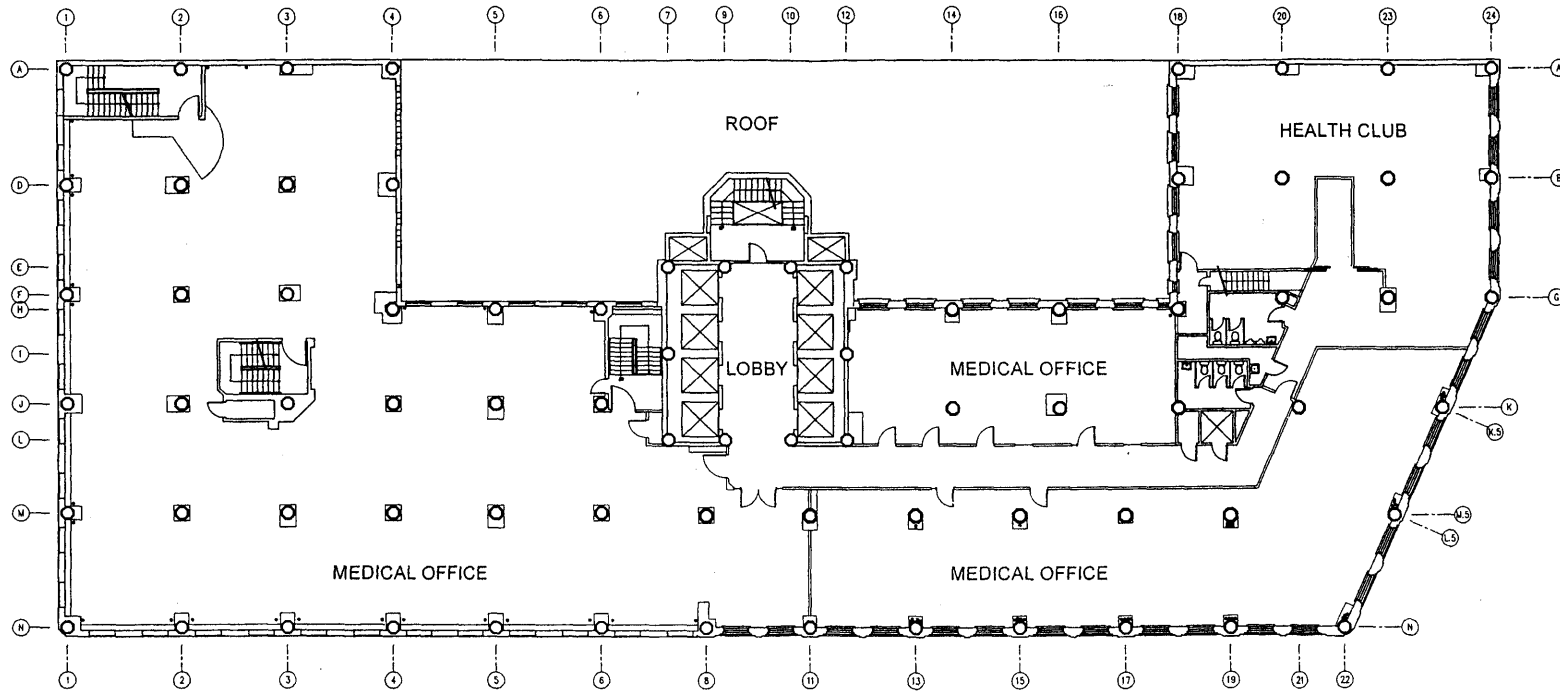 1 2 3 4 5 6 7 9 10 12 14 16 18 20 23 24
A A
ROOF
HEALTH CLUB
D B
E
F G
H
I
LOBBY MEDICAL OFFICE
J K
K.5
L
M M.5
L.5
MEDICAL OFFICE MEDICAL OFFICE
N N
1 2 3 4 5 6 8 11 13 15 17 19 21 22